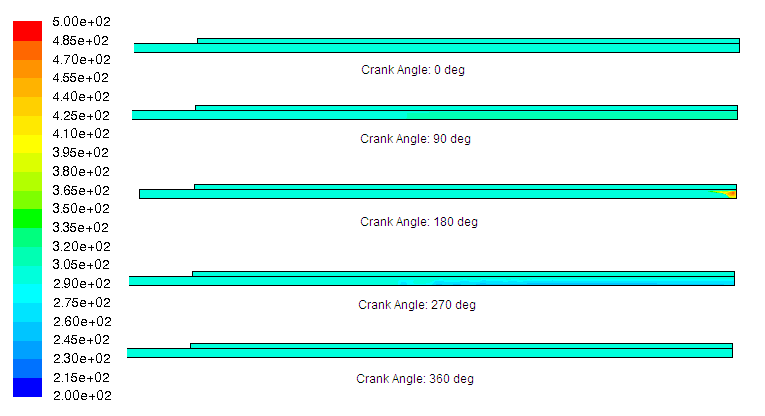 5.00e+02
4.85e+02
4.70e+02
4.55e+02
4.40e+02
4.25e+02
4.10e+02
3.95e+02
3.80e+02
3.65e+02
3.50e+02
3.35e+02
3.20e+02
3.05e+02
2.90e+02
2.75e+02
2.60e+02
2.45e+02
2.30e+02
2.15e+02
2.00e+02
Crank Angle: 0 deg
Crank Angle: 90 deg
Crank Angle: 180 deg
Crank Angle: 270 deg
Crank Angle: 360 deg